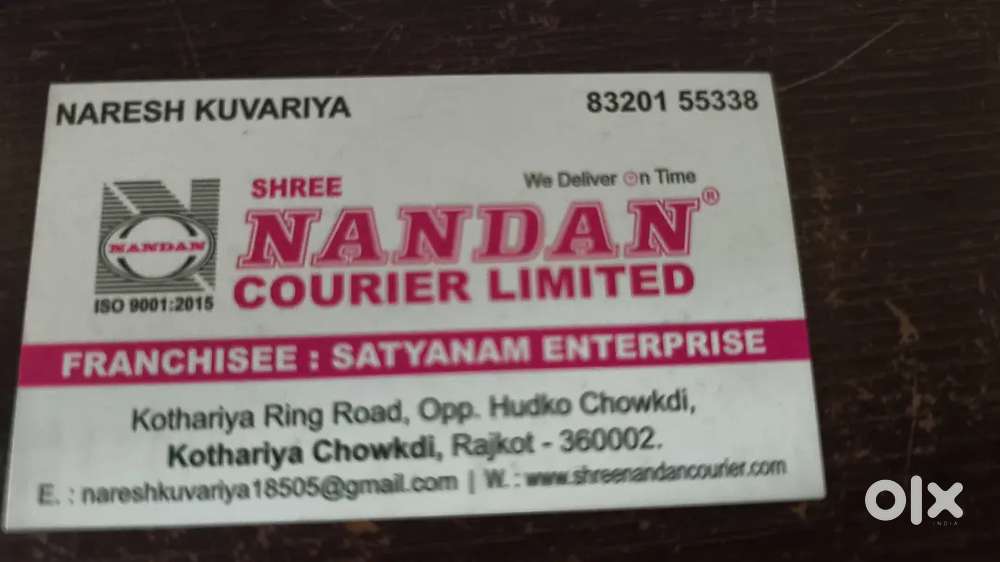 NARESH KUVARIYA 83201 55338
SHREE We Deliver On Time
NANDAN®
NANDAN
COURIER LIMITED
ISO 9001:2015
FRANCHISEE : SATYANAM ENTERPRISE
Kothariya Ring Road, Opp. Hudko Chowkdi,
Kothariya Chowkdi, Rajkot - 360002.
E. : nareshkuvariya18505@gmail.com | W. : www.shreenandancourier.com
olx
INDIA